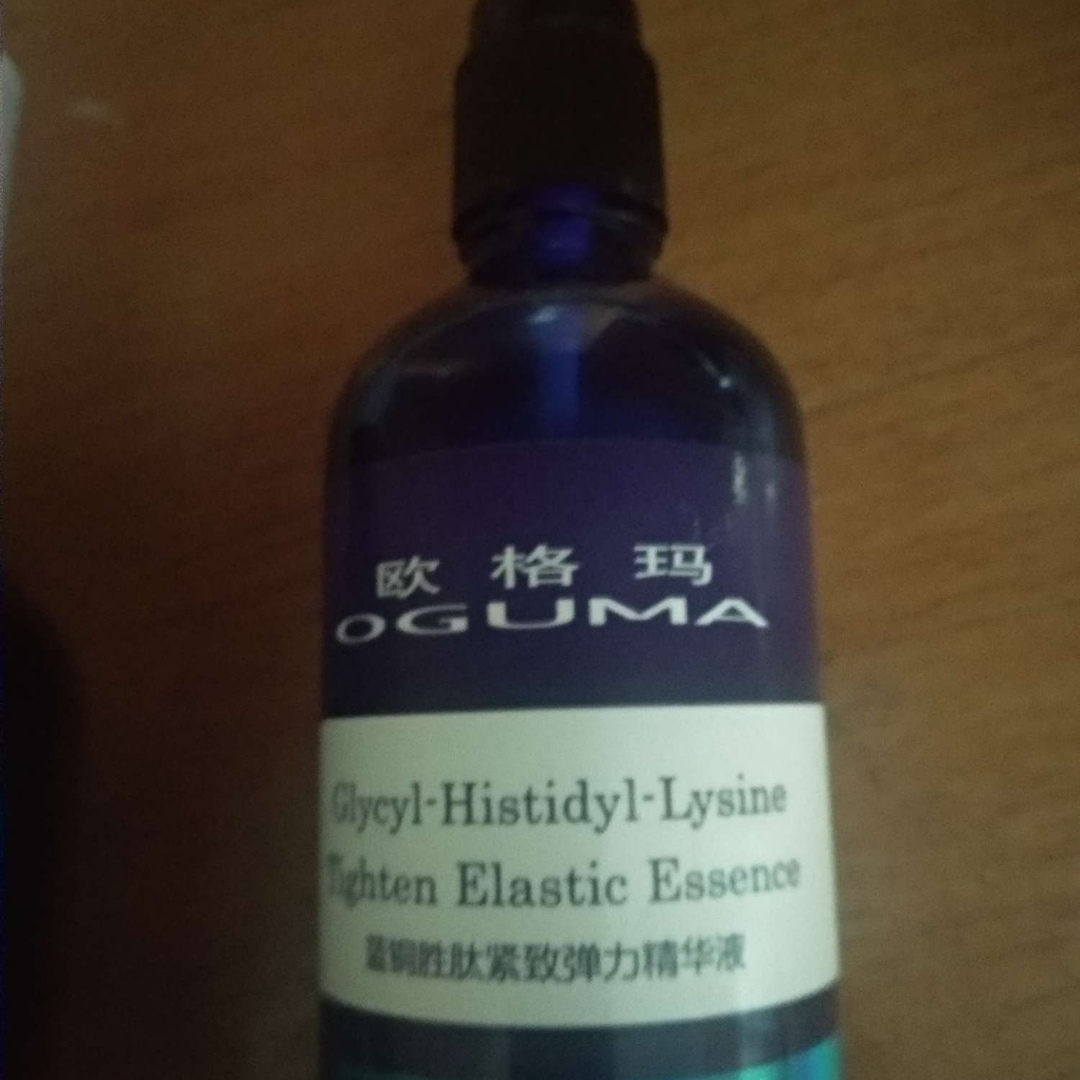 欧格玛
OGUMA
Glycyl-Histidyl-Lysine
Tighten Elastic Essence
蓝铜胜肽紧致弹力精华液